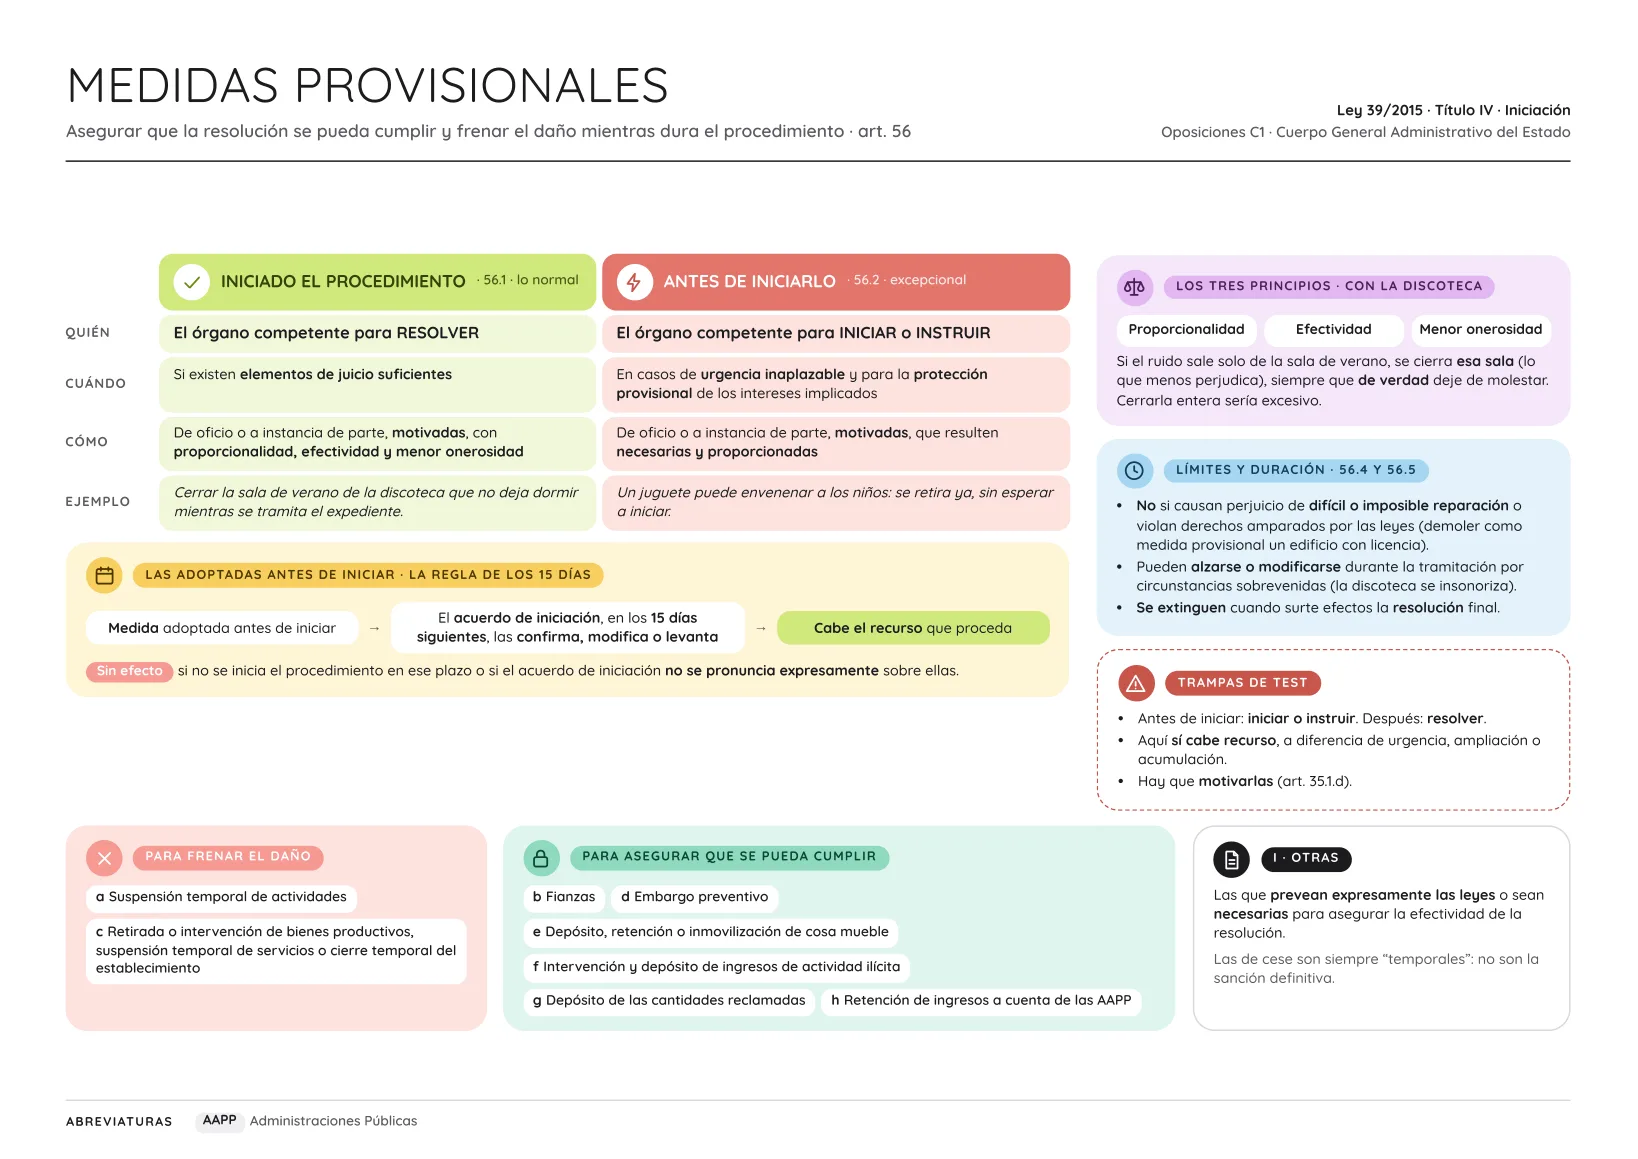 MEDIDAS PROVISIONALES
Asegurar que la resolución se pueda cumplir y frenar el daño mientras dura el procedimiento · art. 56
Ley 39/2015 · Título IV · Iniciación
Oposiciones C1 · Cuerpo General Administrativo del Estado
INICIADO EL PROCEDIMIENTO · 56.1 · lo normal
ANTES DE INICIARLO · 56.2 · excepcional
QUIÉN
El órgano competente para RESOLVER
El órgano competente para INICIAR o INSTRUIR
CUÁNDO
Si existen elementos de juicio suficientes
En casos de urgencia inaplazable y para la protección
provisional de los intereses implicados
CÓMO
De oficio o a instancia de parte, motivadas, con
proporcionalidad, efectividad y menor onerosidad
De oficio o a instancia de parte, motivadas, que resulten
necesarias y proporcionadas
EJEMPLO
Cerrar la sala de verano de la discoteca que no deja dormir
mientras se tramita el expediente.
Un juguete puede envenenar a los niños: se retira ya, sin esperar
a iniciar.
LAS ADOPTADAS ANTES DE INICIAR · LA REGLA DE LOS 15 DÍAS
Medida adoptada antes de iniciar
→
El acuerdo de iniciación, en los 15 días
siguientes, las confirma, modifica o levanta
→
Cabe el recurso que proceda
Sin efecto si no se inicia el procedimiento en ese plazo o si el acuerdo de iniciación no se pronuncia expresamente sobre ellas.
LOS TRES PRINCIPIOS · CON LA DISCOTECA
Proporcionalidad
Efectividad
Menor onerosidad
Si el ruido sale solo de la sala de verano, se cierra esa sala (lo
que menos perjudica), siempre que de verdad deje de molestar.
Cerrarla entera sería excesivo.
LÍMITES Y DURACIÓN · 56.4 Y 56.5
• No si causan perjuicio de difícil o imposible reparación o
violan derechos amparados por las leyes (demoler como
medida provisional un edificio con licencia).
• Pueden alzarse o modificarse durante la tramitación por
circunstancias sobrevenidas (la discoteca se insonoriza).
• Se extinguen cuando surte efectos la resolución final.
TRAMPAS DE TEST
• Antes de iniciar: iniciar o instruir. Después: resolver.
• Aquí sí cabe recurso, a diferencia de urgencia, ampliación o
acumulación.
• Hay que motivarlas (art. 35.1.d).
PARA FRENAR EL DAÑO
a Suspensión temporal de actividades
c Retirada o intervención de bienes productivos,
suspensión temporal de servicios o cierre temporal del
establecimiento
PARA ASEGURAR QUE SE PUEDA CUMPLIR
b Fianzas
d Embargo preventivo
e Depósito, retención o inmovilización de cosa mueble
f Intervención y depósito de ingresos de actividad ilícita
g Depósito de las cantidades reclamadas
h Retención de ingresos a cuenta de las AAPP
I · OTRAS
Las que prevean expresamente las leyes o sean
necesarias para asegurar la efectividad de la
resolución.
Las de cese son siempre “temporales”: no son la
sanción definitiva.
ABREVIATURAS AAPP Administraciones Públicas